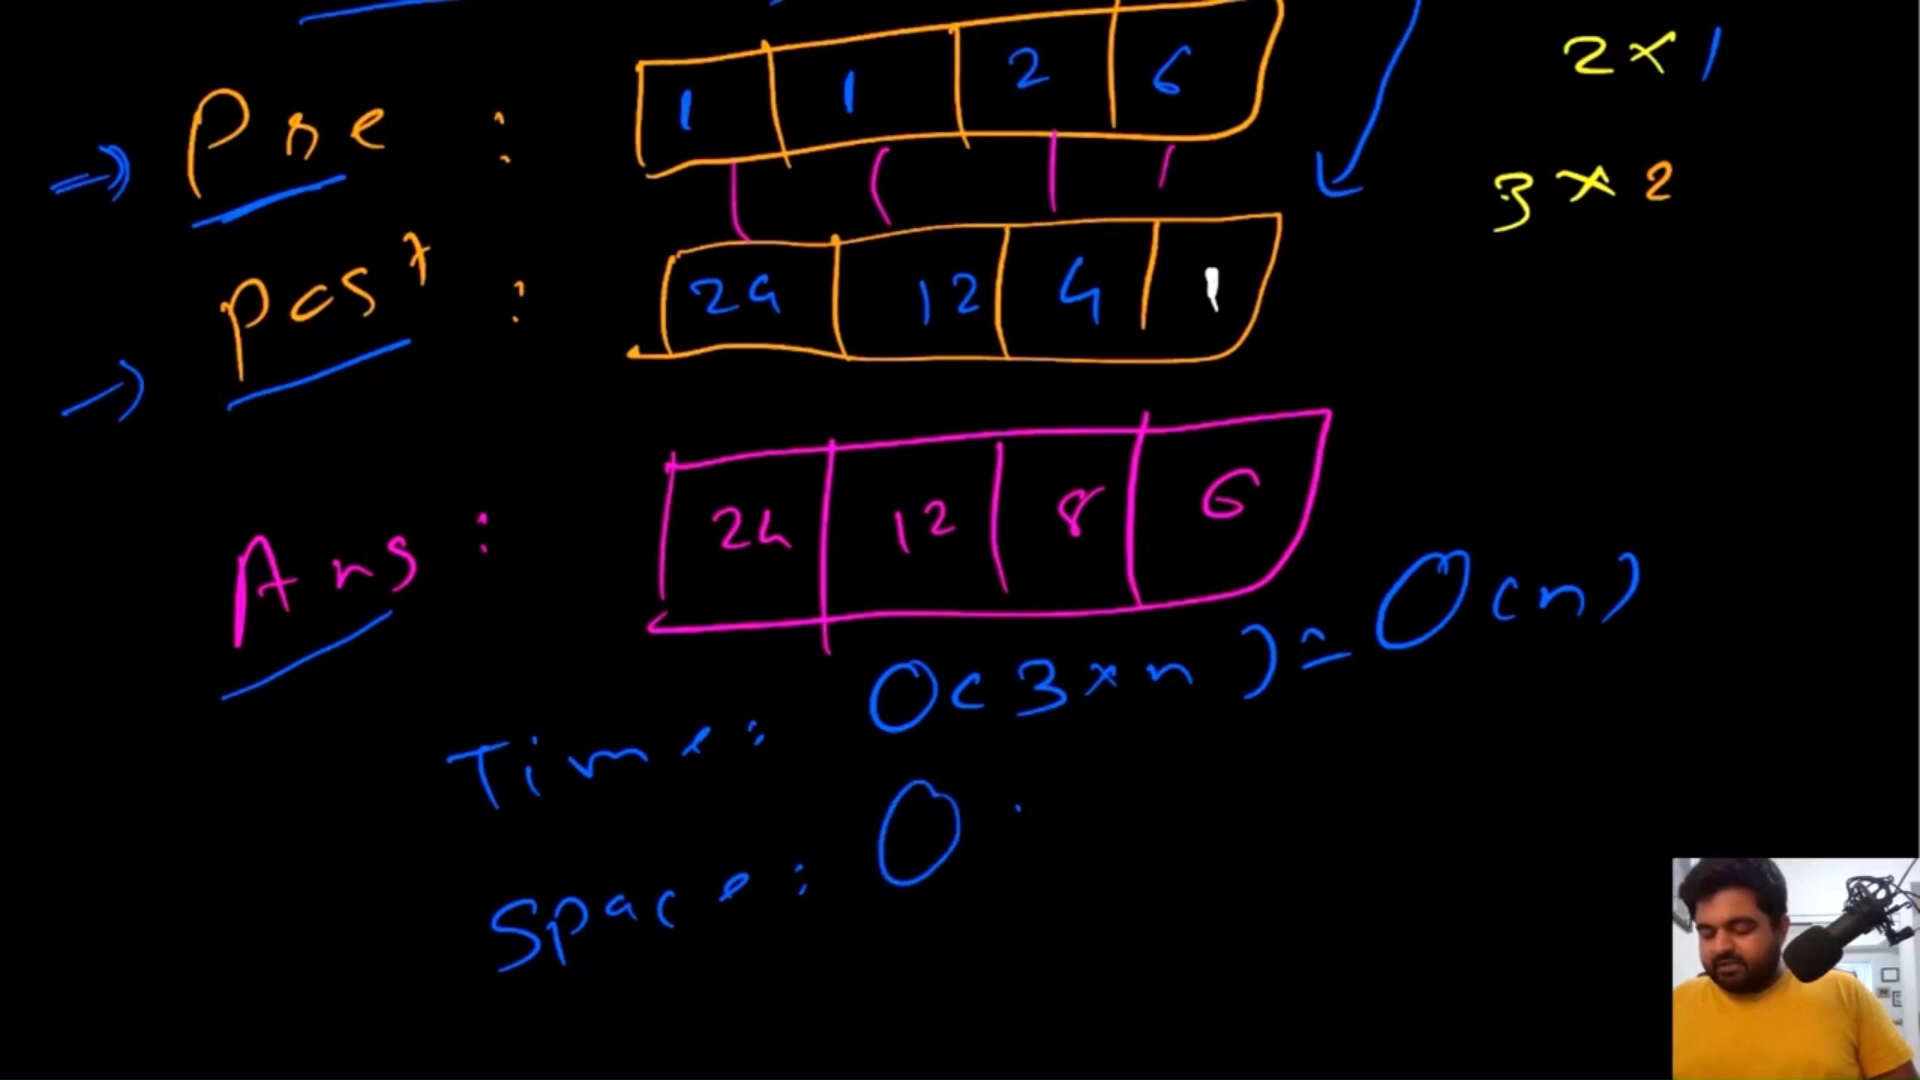 Pre : 1 1 2 6
2 × 1
3 × 2
Post : 24 12 4 1
Ans : 24 12 8 6
Time : O(3×n) = O(n)
Space : O